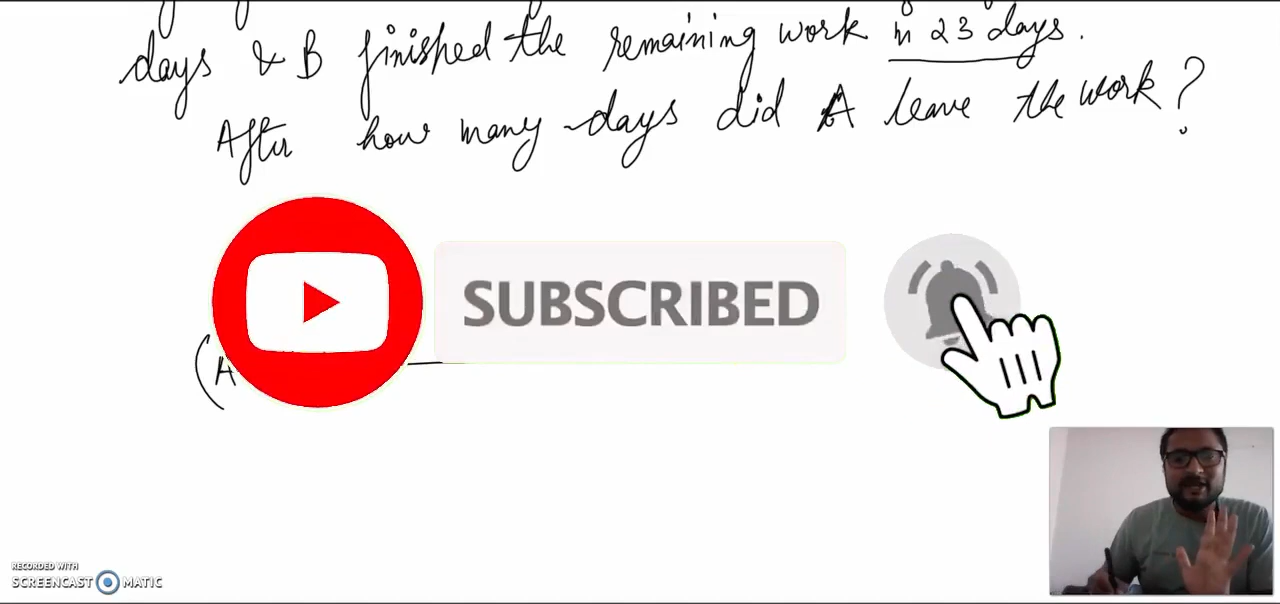 days & B finished the remaining work in 23 days.
After how many days did A leave the work?
SUBSCRIBED
(A
RECORDED WITH
SCREENCAST MATIC